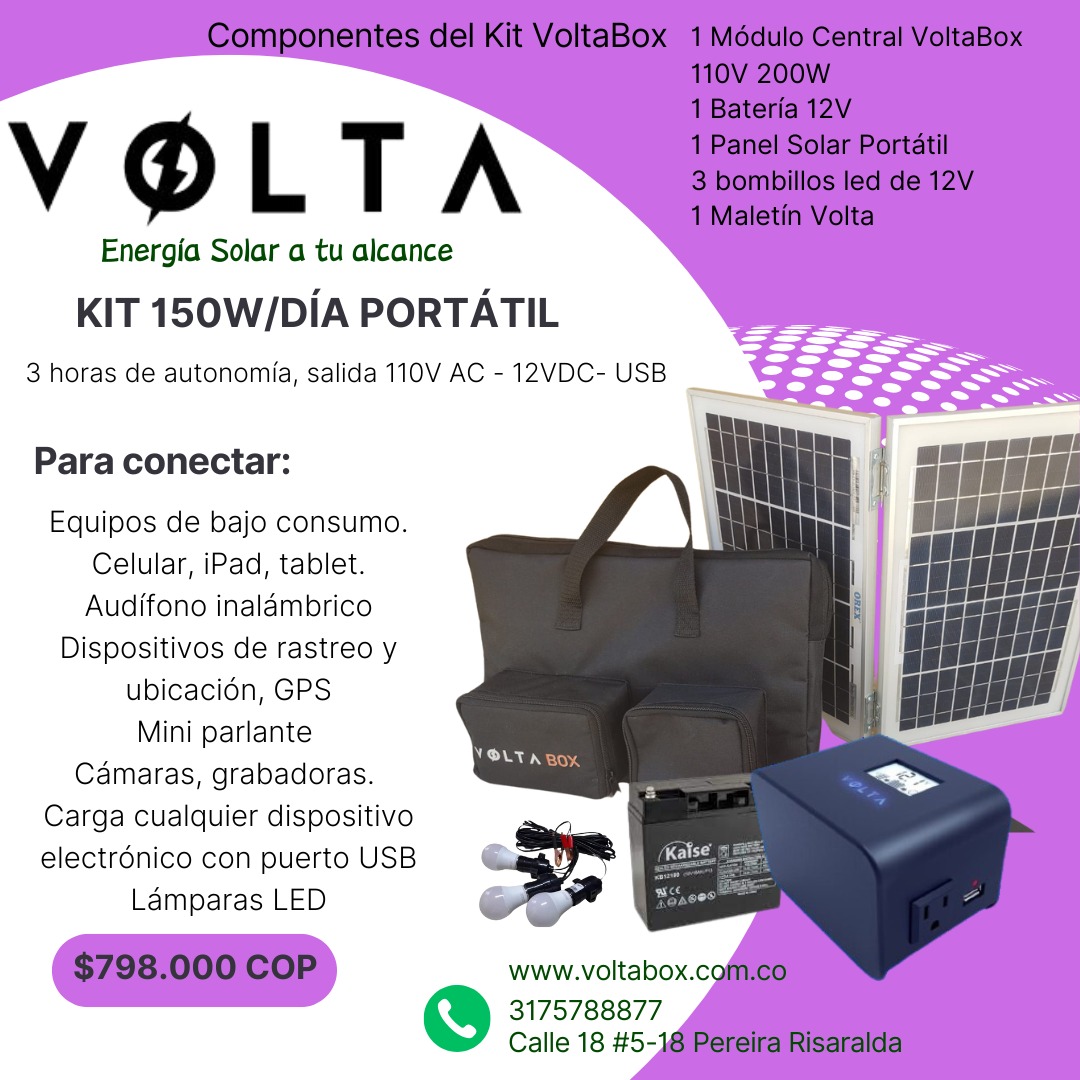 Componentes del Kit VoltaBox
1 Módulo Central VoltaBox
110V 200W
1 Batería 12V
1 Panel Solar Portátil
3 bombillos led de 12V
1 Maletín Volta
VOLTA
Energía Solar a tu alcance
KIT 150W/DÍA PORTÁTIL
3 horas de autonomía, salida 110V AC - 12VDC- USB
Para conectar:
Equipos de bajo consumo.
Celular, iPad, tablet.
Audífono inalámbrico
Dispositivos de rastreo y
ubicación, GPS
Mini parlante
Cámaras, grabadoras.
Carga cualquier dispositivo
electrónico con puerto USB
Lámparas LED
$798.000 COP
OREX
VOLTA BOX
Kaise
KB12180
VOLTA
www.voltabox.com.co
3175788877
Calle 18 #5-18 Pereira Risaralda